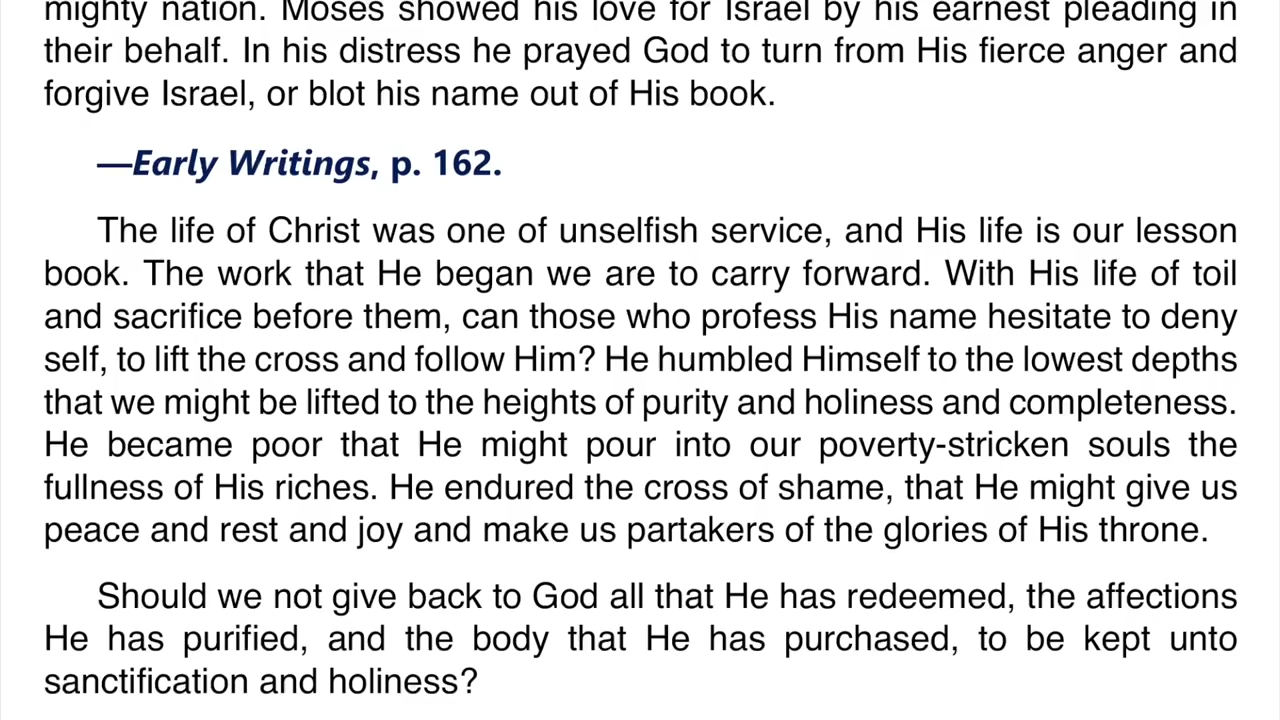 mighty nation. Moses showed his love for Israel by his earnest pleading in
their behalf. In his distress he prayed God to turn from His fierce anger and
forgive Israel, or blot his name out of His book.
—Early Writings, p. 162.
The life of Christ was one of unselfish service, and His life is our lesson
book. The work that He began we are to carry forward. With His life of toil
and sacrifice before them, can those who profess His name hesitate to deny
self, to lift the cross and follow Him? He humbled Himself to the lowest depths
that we might be lifted to the heights of purity and holiness and completeness.
He became poor that He might pour into our poverty-stricken souls the
fullness of His riches. He endured the cross of shame, that He might give us
peace and rest and joy and make us partakers of the glories of His throne.
Should we not give back to God all that He has redeemed, the affections
He has purified, and the body that He has purchased, to be kept unto
sanctification and holiness?